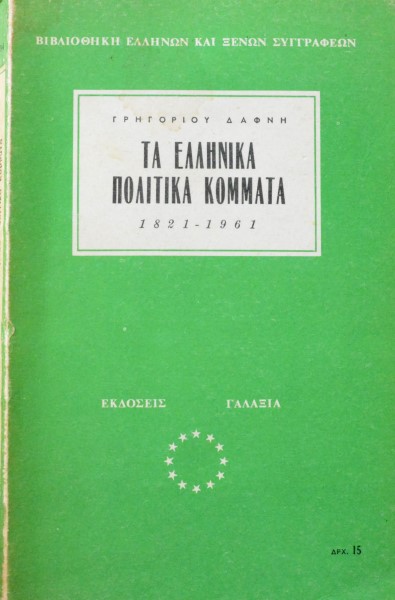 ΒΙΒΛΙΟΘΗΚΗ ΕΛΛΗΝΩΝ ΚΑΙ ΞΕΝΩΝ ΣΥΓΓΡΑΦΕΩΝ
ΓΡΗΓΟΡΙΟΥ ΔΑΦΝΗ
ΤΑ ΕΛΛΗΝΙΚΑ
ΠΟΛΙΤΙΚΑ ΚΟΜΜΑΤΑ
1821-1961
ΕΚΔΟΣΕΙΣ ΓΑΛΑΞΙΑ
ΔΡΧ. 15